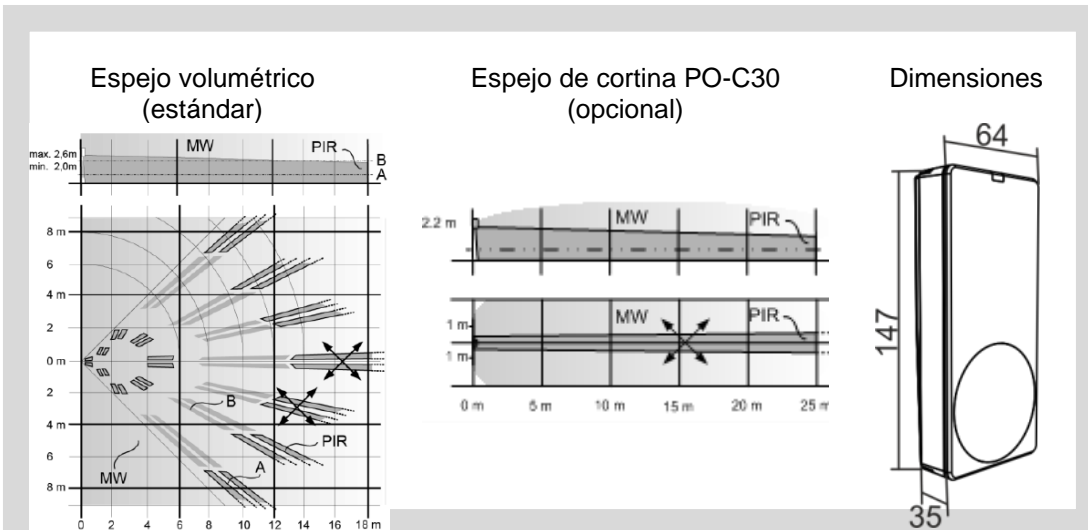 Espejo volumétrico
(estándar)
MW
PIR
max. 2,6m
min. 2,0m
B
A
8 m
6
4 m
2
0 m
2
4 m
6
8 m
B
PIR
A
MW
0 2 4 6 8 10 12 14 16 18 m
Espejo de cortina PO-C30
(opcional)
2.2 m
MW
PIR
1 m
1 m
MW
PIR
0 m 5 m 10 m 15 m 20 m 25 m
Dimensiones
64
147
35